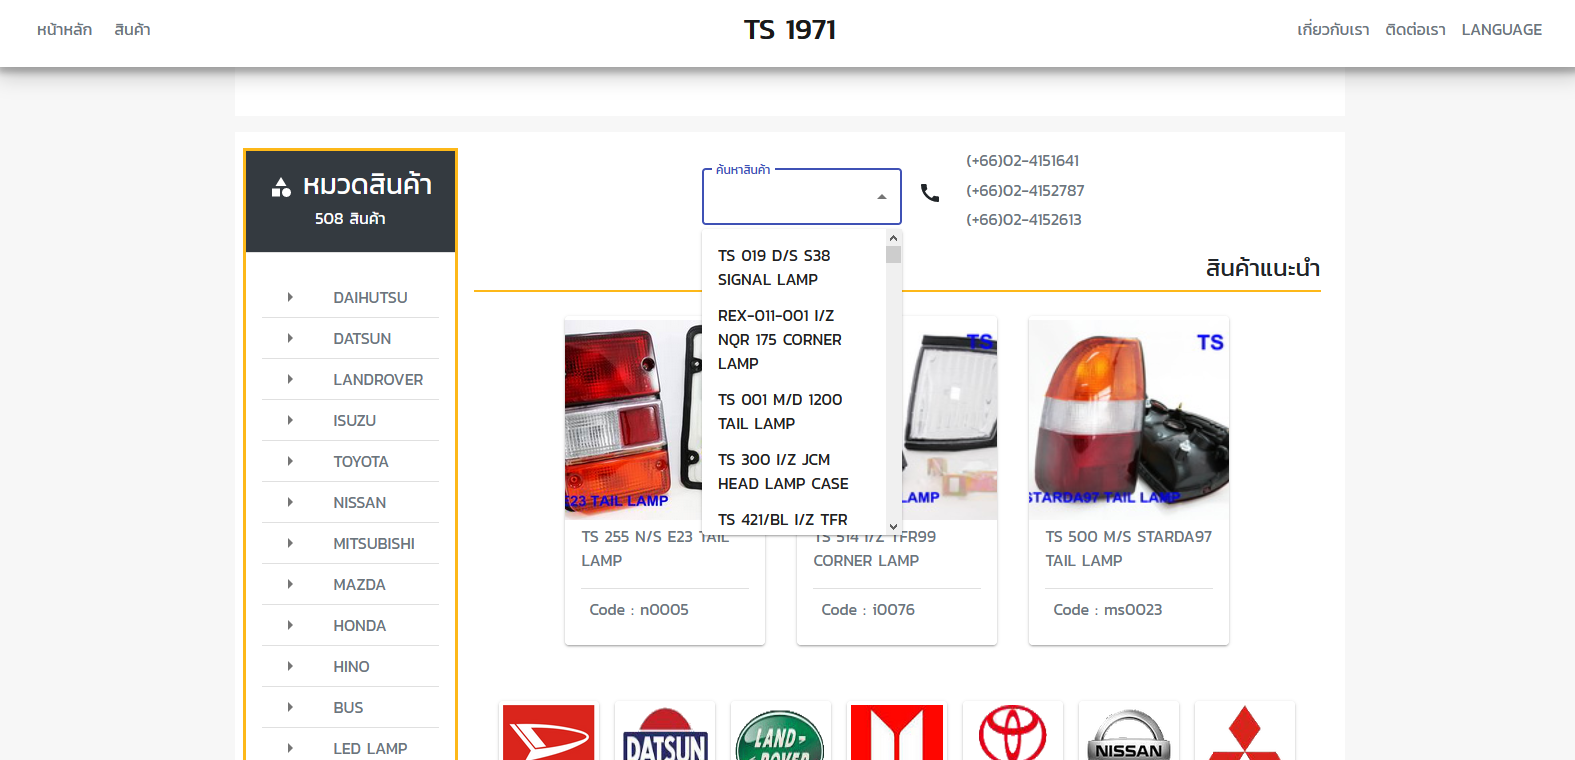 หน้าหลัก สินค้า TS 1971 เกี่ยวกับเรา ติดต่อเรา LANGUAGE
หมวดสินค้า
508 สินค้า
DAIHUTSU
DATSUN
LANDROVER
ISUZU
TOYOTA
NISSAN
MITSUBISHI
MAZDA
HONDA
HINO
BUS
LED LAMP
ค้นหาสินค้า
(+66)02-4151641
(+66)02-4152787
(+66)02-4152613
TS 019 D/S S38
SIGNAL LAMP
REX-011-001 I/Z
NQR 175 CORNER
LAMP
TS 001 M/D 1200
TAIL LAMP
TS 300 I/Z JCM
HEAD LAMP CASE
TS 421/BL I/Z TFR
สินค้าแนะนำ
E23 TAIL LAMP
TS 255 N/S E23 TAIL
LAMP
Code : n0005
TS
LAMP
TS 514 I/Z TFR99
CORNER LAMP
Code : i0076
TS
STARDA97 TAIL LAMP
TS 500 M/S STARDA97
TAIL LAMP
Code : ms0023
DATSUN
LAND-
ROVER
NISSAN